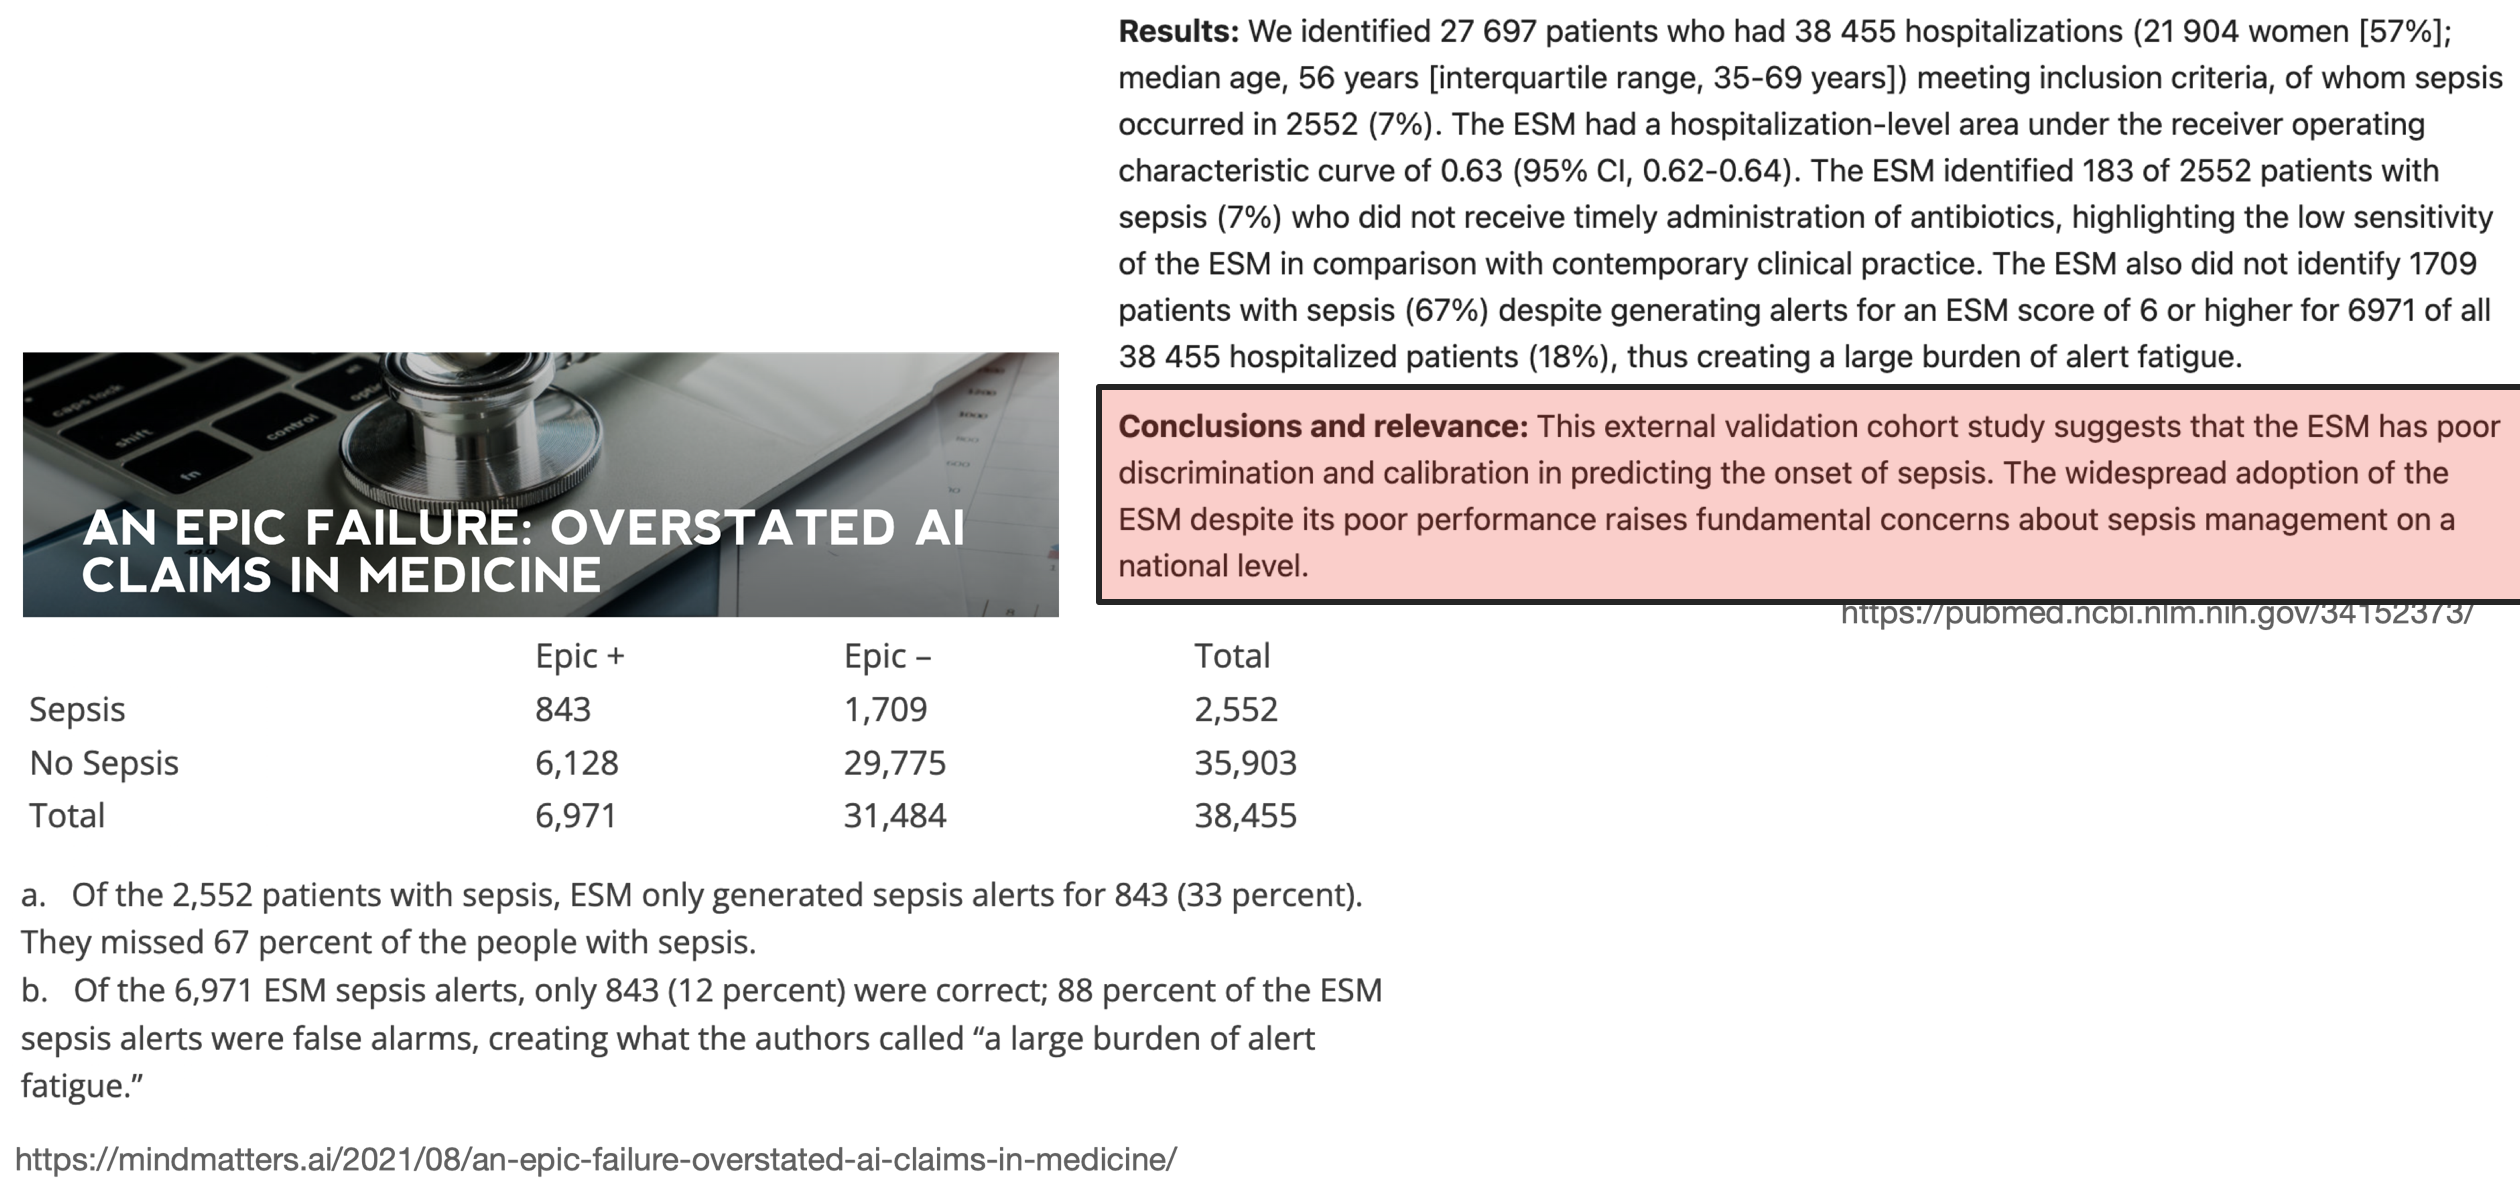 Results: We identified 27 697 patients who had 38 455 hospitalizations (21 904 women [57%];
median age, 56 years [interquartile range, 35-69 years]) meeting inclusion criteria, of whom sepsis
occurred in 2552 (7%). The ESM had a hospitalization-level area under the receiver operating
characteristic curve of 0.63 (95% CI, 0.62-0.64). The ESM identified 183 of 2552 patients with
sepsis (7%) who did not receive timely administration of antibiotics, highlighting the low sensitivity
of the ESM in comparison with contemporary clinical practice. The ESM also did not identify 1709
patients with sepsis (67%) despite generating alerts for an ESM score of 6 or higher for 6971 of all
38 455 hospitalized patients (18%), thus creating a large burden of alert fatigue.
Conclusions and relevance: This external validation cohort study suggests that the ESM has poor
discrimination and calibration in predicting the onset of sepsis. The widespread adoption of the
ESM despite its poor performance raises fundamental concerns about sepsis management on a
national level.
https://pubmed.ncbi.nlm.nih.gov/34152373/
caps lock
shift
fn
control
optio
1200
1000
800
600
AN EPIC FAILURE: OVERSTATED AI
CLAIMS IN MEDICINE
Epic + Epic – Total
Sepsis 843 1,709 2,552
No Sepsis 6,128 29,775 35,903
Total 6,971 31,484 38,455
a. Of the 2,552 patients with sepsis, ESM only generated sepsis alerts for 843 (33 percent).
They missed 67 percent of the people with sepsis.
b. Of the 6,971 ESM sepsis alerts, only 843 (12 percent) were correct; 88 percent of the ESM
sepsis alerts were false alarms, creating what the authors called “a large burden of alert
fatigue.”
https://mindmatters.ai/2021/08/an-epic-failure-overstated-ai-claims-in-medicine/